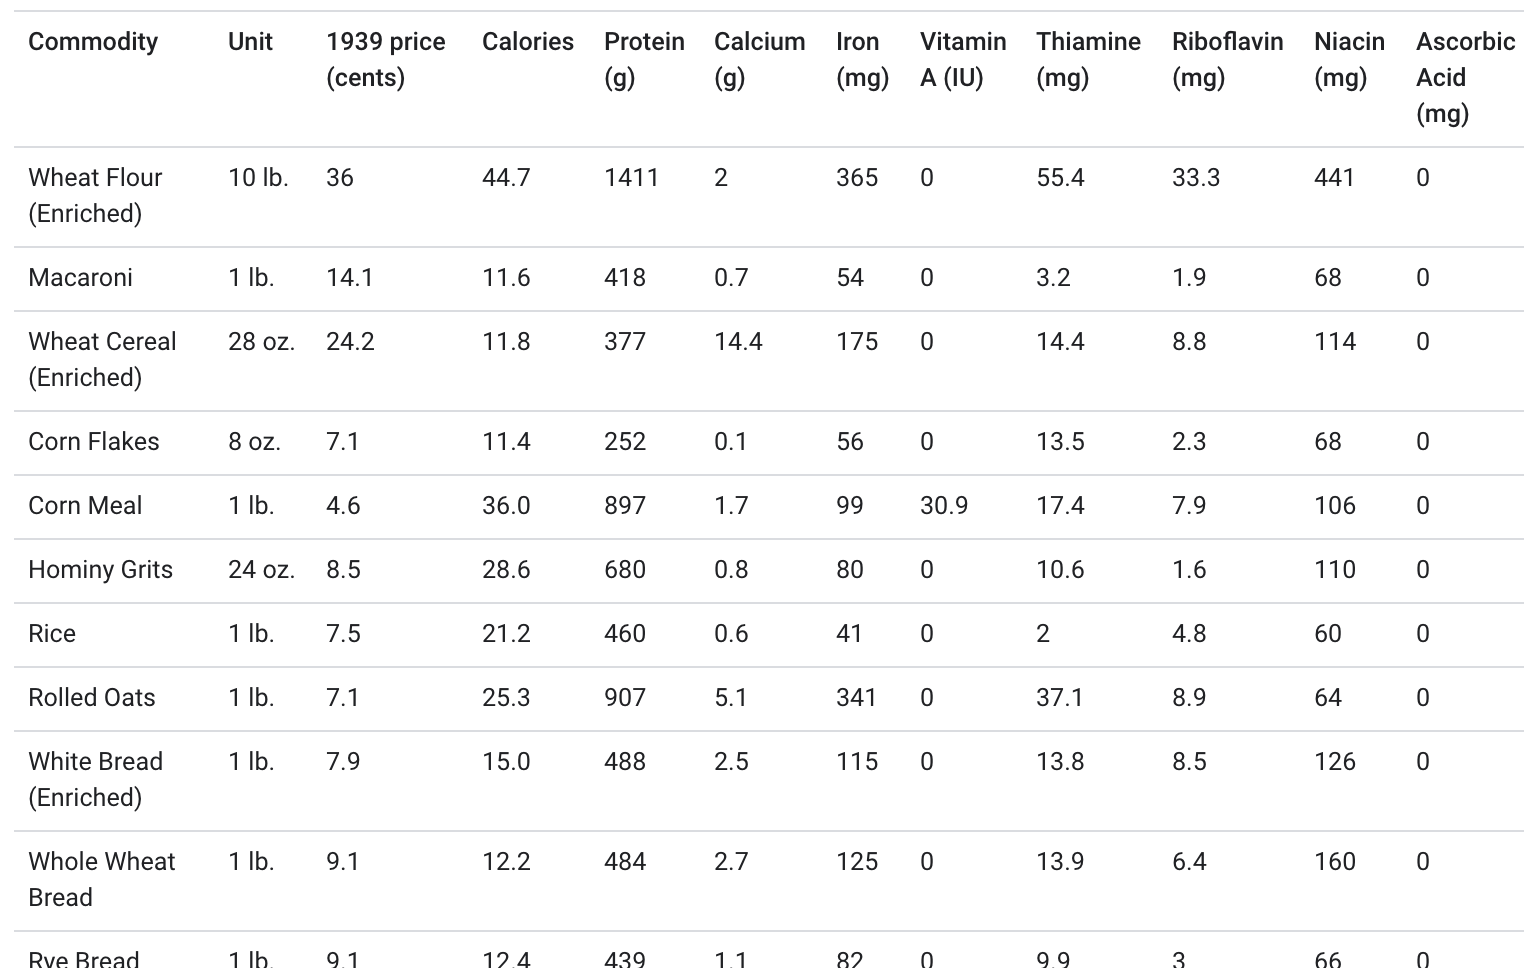 Commodity Unit 1939 price (cents) Calories Protein (g) Calcium (g) Iron (mg) Vitamin A (IU) Thiamine (mg) Riboflavin (mg) Niacin (mg) Ascorbic Acid (mg)
Wheat Flour (Enriched) 10 lb. 36 44.7 1411 2 365 0 55.4 33.3 441 0
Macaroni 1 lb. 14.1 11.6 418 0.7 54 0 3.2 1.9 68 0
Wheat Cereal (Enriched) 28 oz. 24.2 11.8 377 14.4 175 0 14.4 8.8 114 0
Corn Flakes 8 oz. 7.1 11.4 252 0.1 56 0 13.5 2.3 68 0
Corn Meal 1 lb. 4.6 36.0 897 1.7 99 30.9 17.4 7.9 106 0
Hominy Grits 24 oz. 8.5 28.6 680 0.8 80 0 10.6 1.6 110 0
Rice 1 lb. 7.5 21.2 460 0.6 41 0 2 4.8 60 0
Rolled Oats 1 lb. 7.1 25.3 907 5.1 341 0 37.1 8.9 64 0
White Bread (Enriched) 1 lb. 7.9 15.0 488 2.5 115 0 13.8 8.5 126 0
Whole Wheat Bread 1 lb. 9.1 12.2 484 2.7 125 0 13.9 6.4 160 0
Rye Bread 1 lb. 9.1 12.4 439 1.1 82 0 9.9 3 66 0